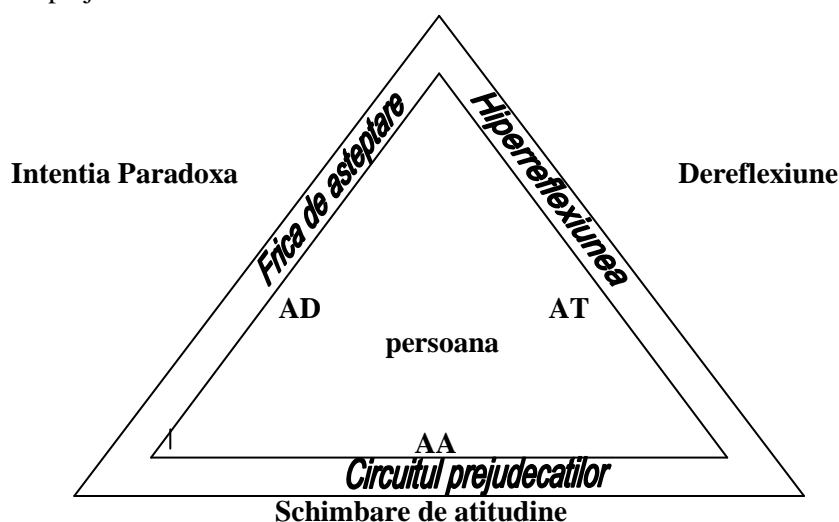 Frica de asteptare
Hiperreflexiunea
Intentia Paradoxa
Dereflexiune
AD
AT
persoana
AA
Circuitul prejudecatilor
Schimbare de atitudine